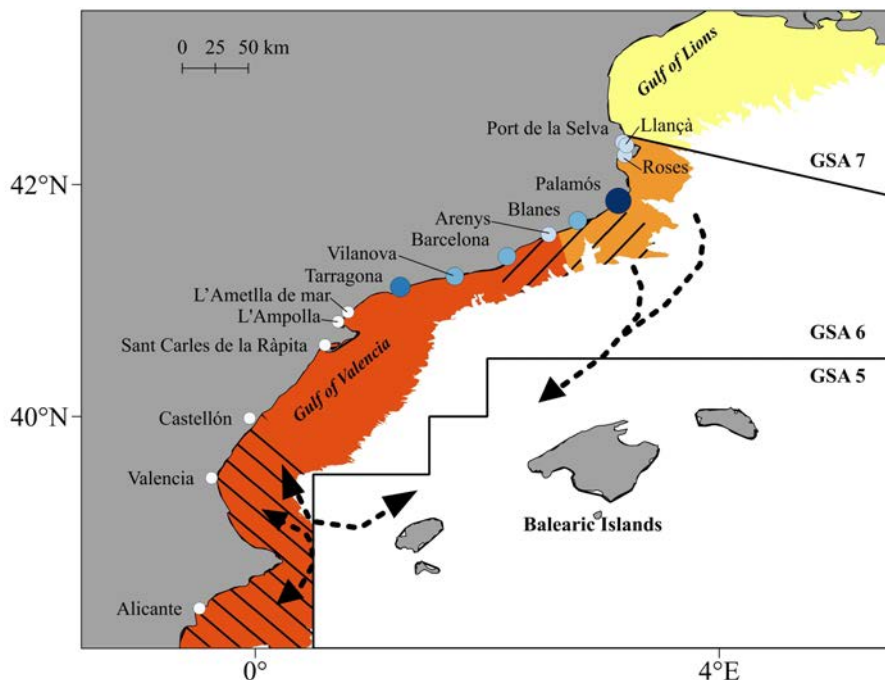 0 25 50 km
Gulf of Lions
Port de la Selva
Llançà
GSA 7
Roses
42°N
Palamós
Blanes
Arenys
Barcelona
Vilanova
Tarragona
L’Ametlla de mar
L'Ampolla
GSA 6
Sant Carles de la Ràpita
Gulf of Valencia
GSA 5
40°N
Castellón
Valencia
Balearic Islands
Alicante
0°
4°E